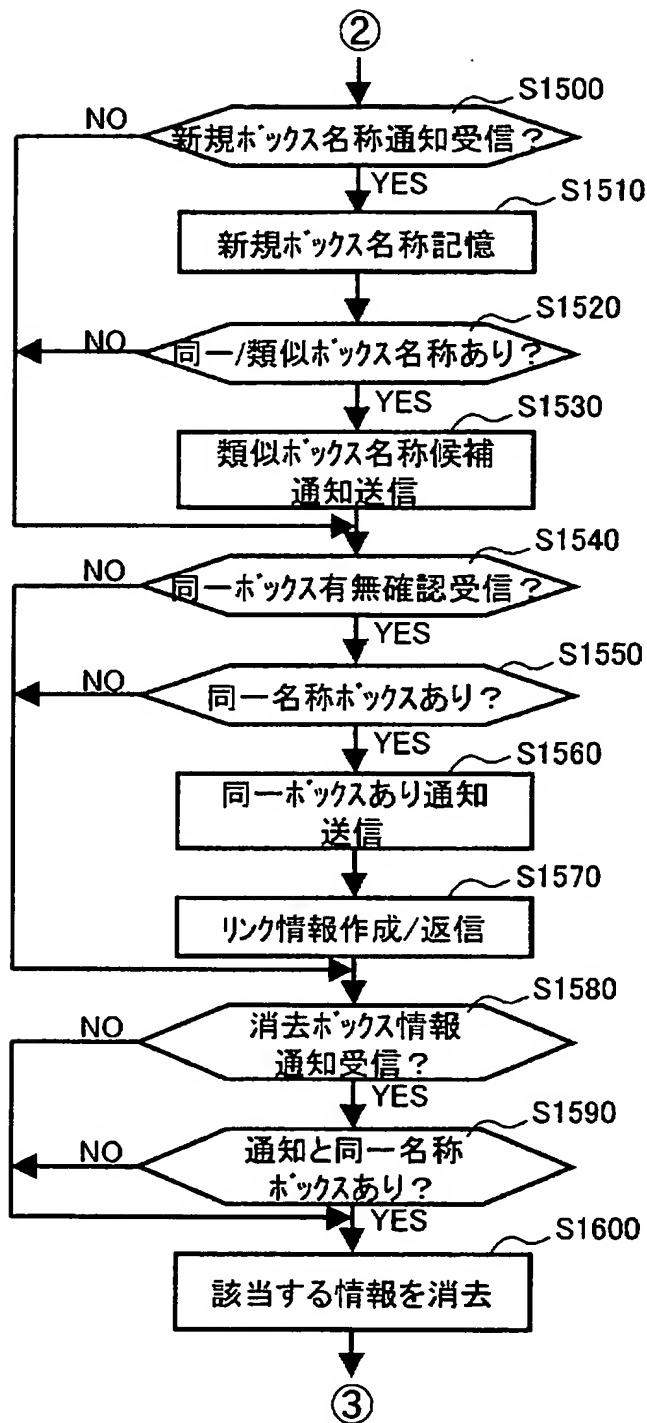 ②
S1500
NO
新規ボックス名称通知受信?
YES
S1510
新規ボックス名称記憶
S1520
NO
同一/類似ボックス名称あり?
YES
S1530
類似ボックス名称候補
通知送信
S1540
NO
同一ボックス有無確認受信?
YES
S1550
NO
同一名称ボックスあり?
YES
S1560
同一ボックスあり通知
送信
S1570
リンク情報作成/返信
S1580
NO
消去ボックス情報
通知受信?
YES
S1590
NO
通知と同一名称
ボックスあり?
YES
S1600
該当する情報を消去
③